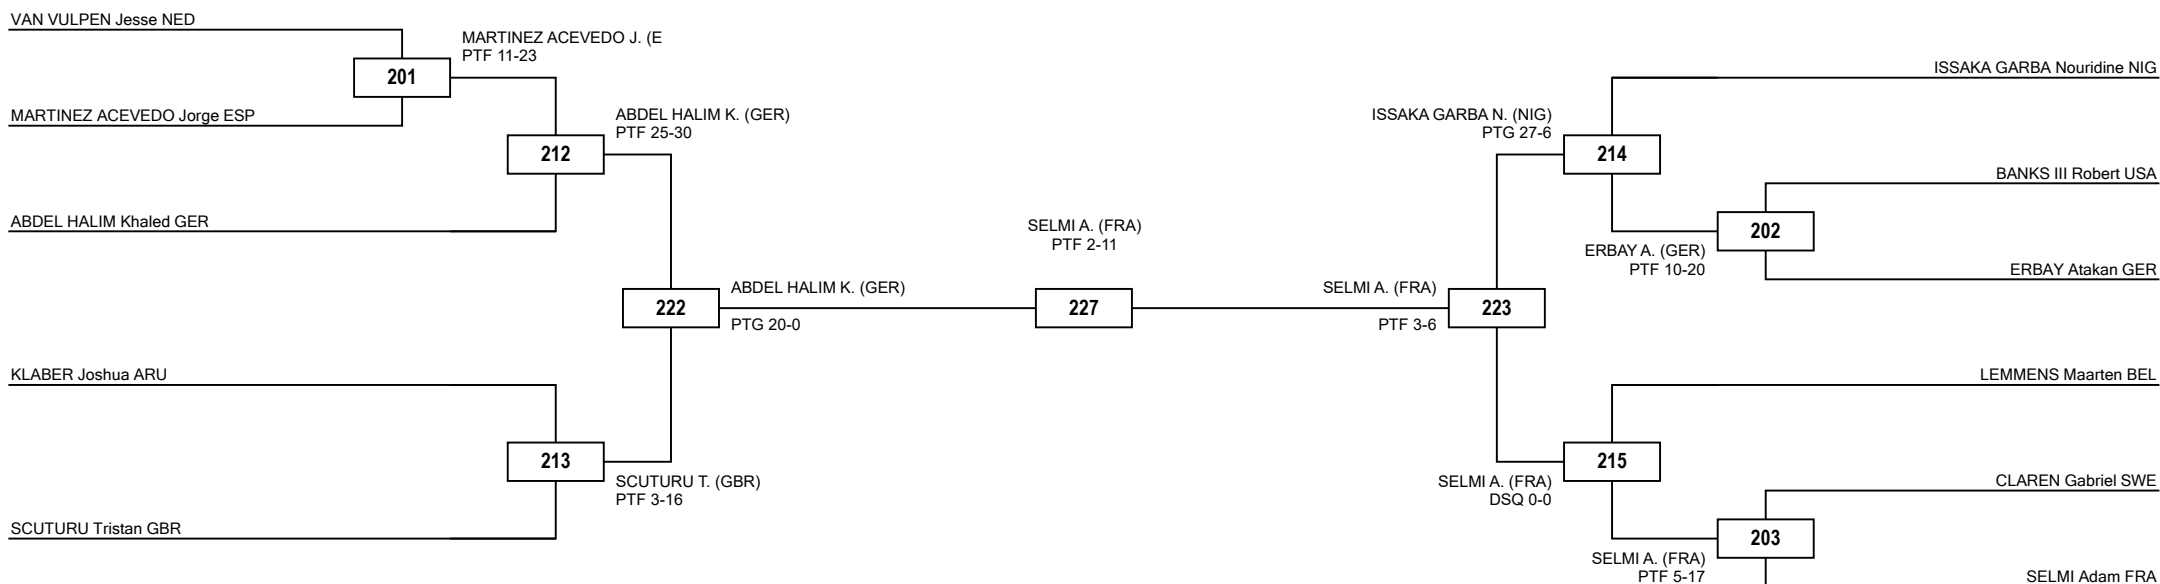 VAN VULPEN Jesse NED
MARTINEZ ACEVEDO J. (E
PTF 11-23
201
MARTINEZ ACEVEDO Jorge ESP
ABDEL HALIM K. (GER)
PTF 25-30
212
ABDEL HALIM Khaled GER
ABDEL HALIM K. (GER)
222
PTG 20-0
KLABER Joshua ARU
213
SCUTURU T. (GBR)
PTF 3-16
SCUTURU Tristan GBR
SELMI A. (FRA)
PTF 2-11
227
ISSAKA GARBA Nouridine NIG
ISSAKA GARBA N. (NIG)
PTG 27-6
214
BANKS III Robert USA
202
ERBAY A. (GER)
PTF 10-20
ERBAY Atakan GER
SELMI A. (FRA)
223
PTF 3-6
LEMMENS Maarten BEL
215
SELMI A. (FRA)
DSQ 0-0
CLAREN Gabriel SWE
203
SELMI A. (FRA)
PTF 5-17
SELMI Adam FRA